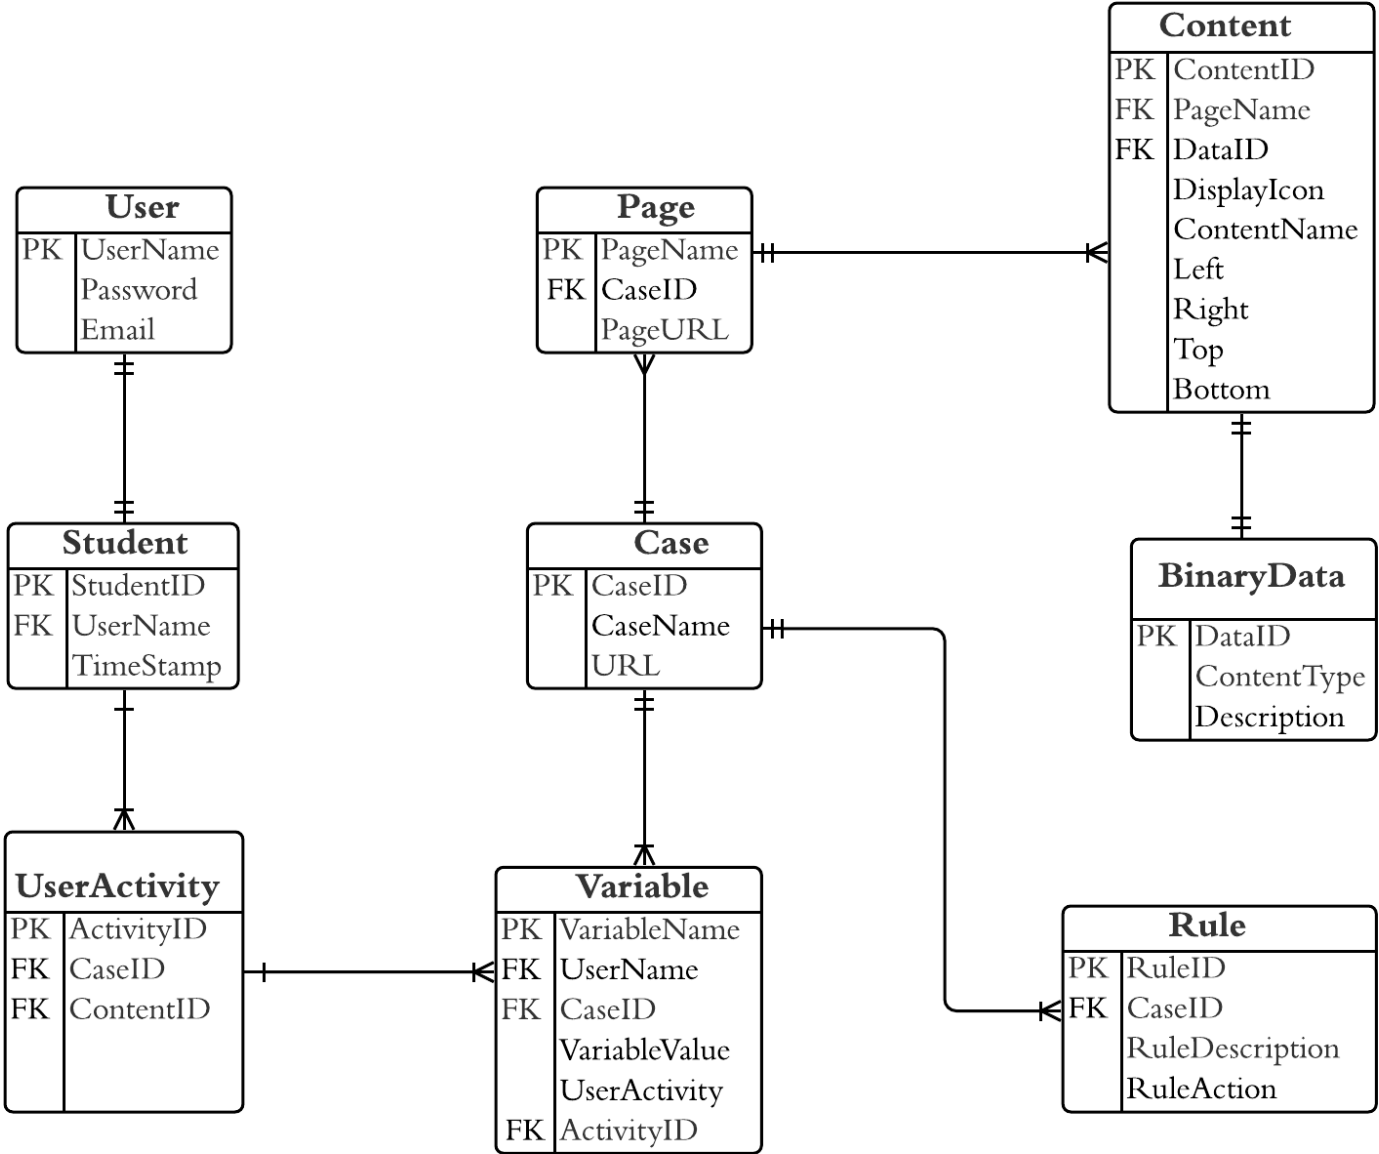 Content
PK ContentID
FK PageName
FK DataID
DisplayIcon
ContentName
Left
Right
Top
Bottom
User
PK UserName
Password
Email
Page
PK PageName
FK CaseID
PageURL
Student
PK StudentID
FK UserName
TimeStamp
Case
PK CaseID
CaseName
URL
BinaryData
PK DataID
ContentType
Description
UserActivity
PK ActivityID
FK CaseID
FK ContentID
Variable
PK VariableName
FK UserName
FK CaseID
VariableValue
UserActivity
FK ActivityID
Rule
PK RuleID
FK CaseID
RuleDescription
RuleAction